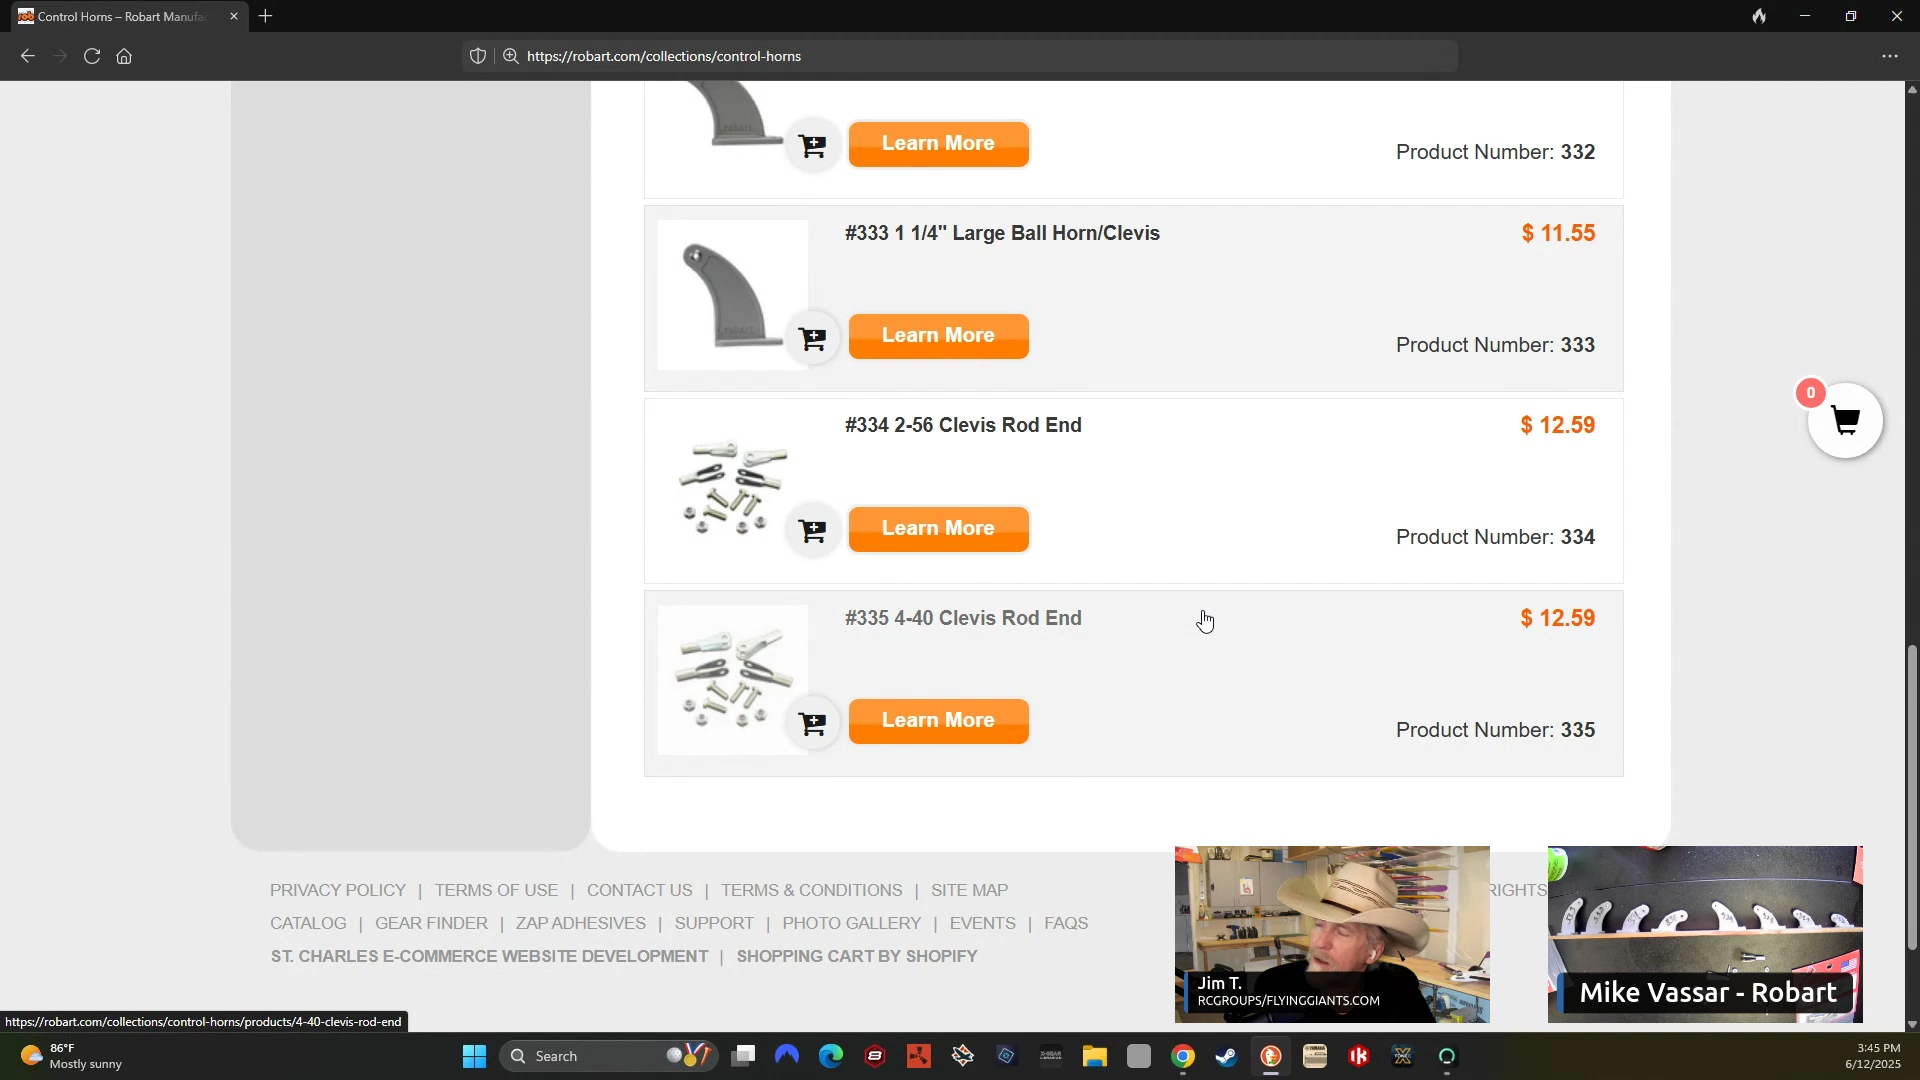 Control Horns – Robart Manufa
https://robart.com/collections/control-horns
Learn More
Product Number: 332
#333 1 1/4" Large Ball Horn/Clevis
$ 11.55
Learn More
Product Number: 333
0
#334 2-56 Clevis Rod End
$ 12.59
Learn More
Product Number: 334
#335 4-40 Clevis Rod End
$ 12.59
Learn More
Product Number: 335
PRIVACY POLICY | TERMS OF USE | CONTACT US | TERMS & CONDITIONS | SITE MAP
RIGHTS
CATALOG | GEAR FINDER | ZAP ADHESIVES | SUPPORT | PHOTO GALLERY | EVENTS | FAQS
ST. CHARLES E-COMMERCE WEBSITE DEVELOPMENT | SHOPPING CART BY SHOPIFY
Jim T.
RCGROUPS/FLYINGGIANTS.COM
Mike Vassar - Robart
https://robart.com/collections/control-horns/products/4-40-clevis-rod-end
86°F
Mostly sunny
Search
3:45 PM
6/12/2025